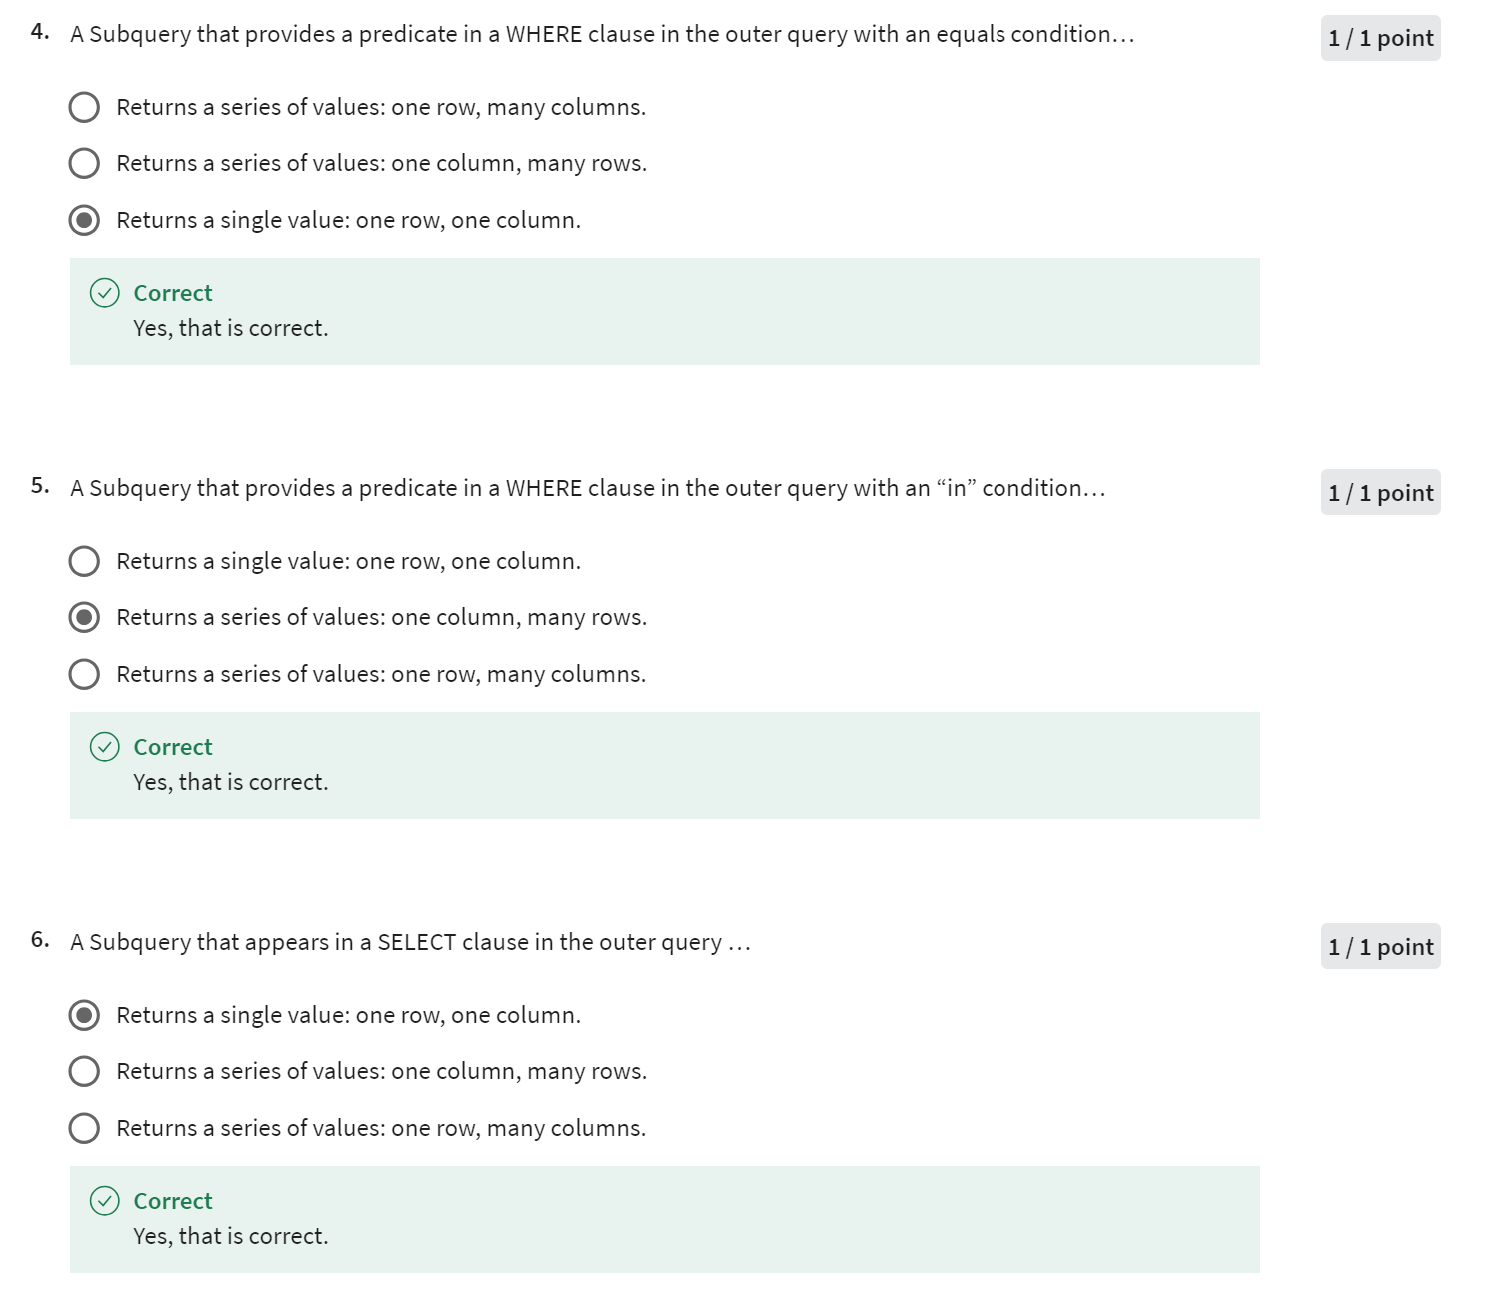 4. A Subquery that provides a predicate in a WHERE clause in the outer query with an equals condition…
1 / 1 point
Returns a series of values: one row, many columns.
Returns a series of values: one column, many rows.
Returns a single value: one row, one column.
Correct
Yes, that is correct.
5. A Subquery that provides a predicate in a WHERE clause in the outer query with an “in” condition…
1 / 1 point
Returns a single value: one row, one column.
Returns a series of values: one column, many rows.
Returns a series of values: one row, many columns.
Correct
Yes, that is correct.
6. A Subquery that appears in a SELECT clause in the outer query …
1 / 1 point
Returns a single value: one row, one column.
Returns a series of values: one column, many rows.
Returns a series of values: one row, many columns.
Correct
Yes, that is correct.